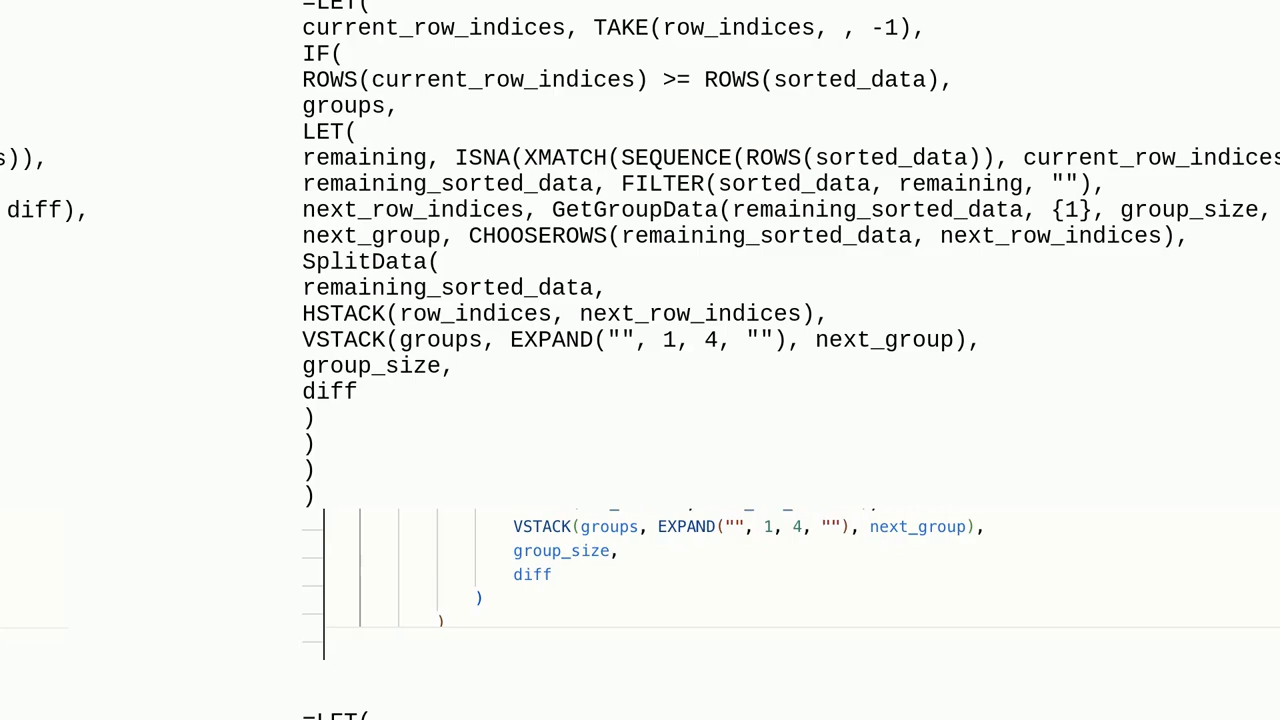 =LET(
current_row_indices, TAKE(row_indices, , -1),
IF(
ROWS(current_row_indices) >= ROWS(sorted_data),
groups,
LET(
s)),
remaining, ISNA(XMATCH(SEQUENCE(ROWS(sorted_data)), current_row_indices
remaining_sorted_data, FILTER(sorted_data, remaining, ""),
diff),
next_row_indices, GetGroupData(remaining_sorted_data, {1}, group_size,
next_group, CHOOSEROWS(remaining_sorted_data, next_row_indices),
SplitData(
remaining_sorted_data,
HSTACK(row_indices, next_row_indices),
VSTACK(groups, EXPAND("", 1, 4, ""), next_group),
group_size,
diff
)
)
)
)
VSTACK(groups, EXPAND("", 1, 4, ""), next_group),
group_size,
diff
)
)
=LET(